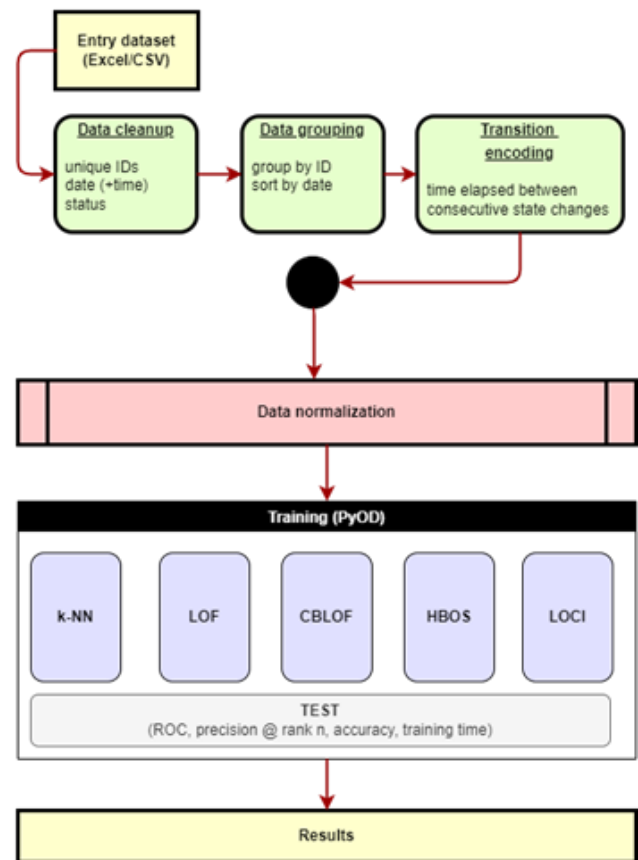 Entry dataset
(Excel/CSV)
Data cleanup
unique IDs
date (+time)
status
Data grouping
group by ID
sort by date
Transition
encoding
time elapsed between
consecutive state changes
Data normalization
Training (PyOD)
k-NN
LOF
CBLOF
HBOS
LOCI
TEST
(ROC, precision @ rank n, accuracy, training time)
Results